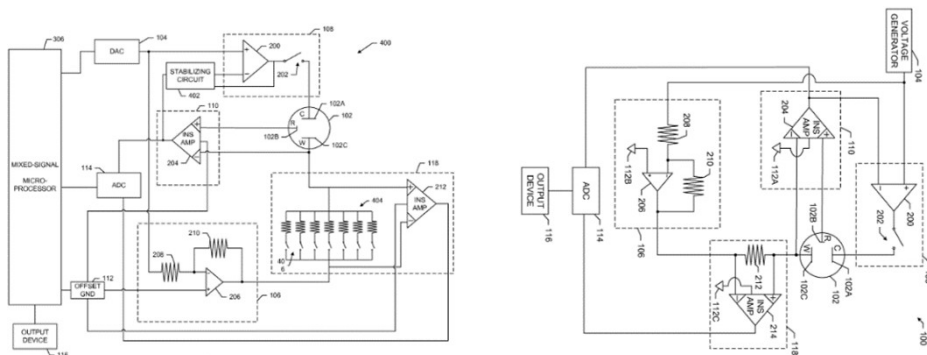 306
MIXED-SIGNAL
MICRO-
PROCESSOR
DAC
104
108
200
+
-
202
400
STABILIZING
CIRCUIT
402
110
INS
AMP
204
+
C
R
W
102A
102
102B
102C
114
ADC
118
212
INS
AMP
+
404
40
6
210
208
206
106
112
OFFSET
GND
OUTPUT
DEVICE
VOLTAGE
GENERATOR
104
204
INS
AMP
110
112A
208
210
112B
206
106
OUTPUT
DEVICE
116
ADC
114
200
202
102B
R
W
C
102C
102
102A
212
INS
AMP
214
112C
118
100